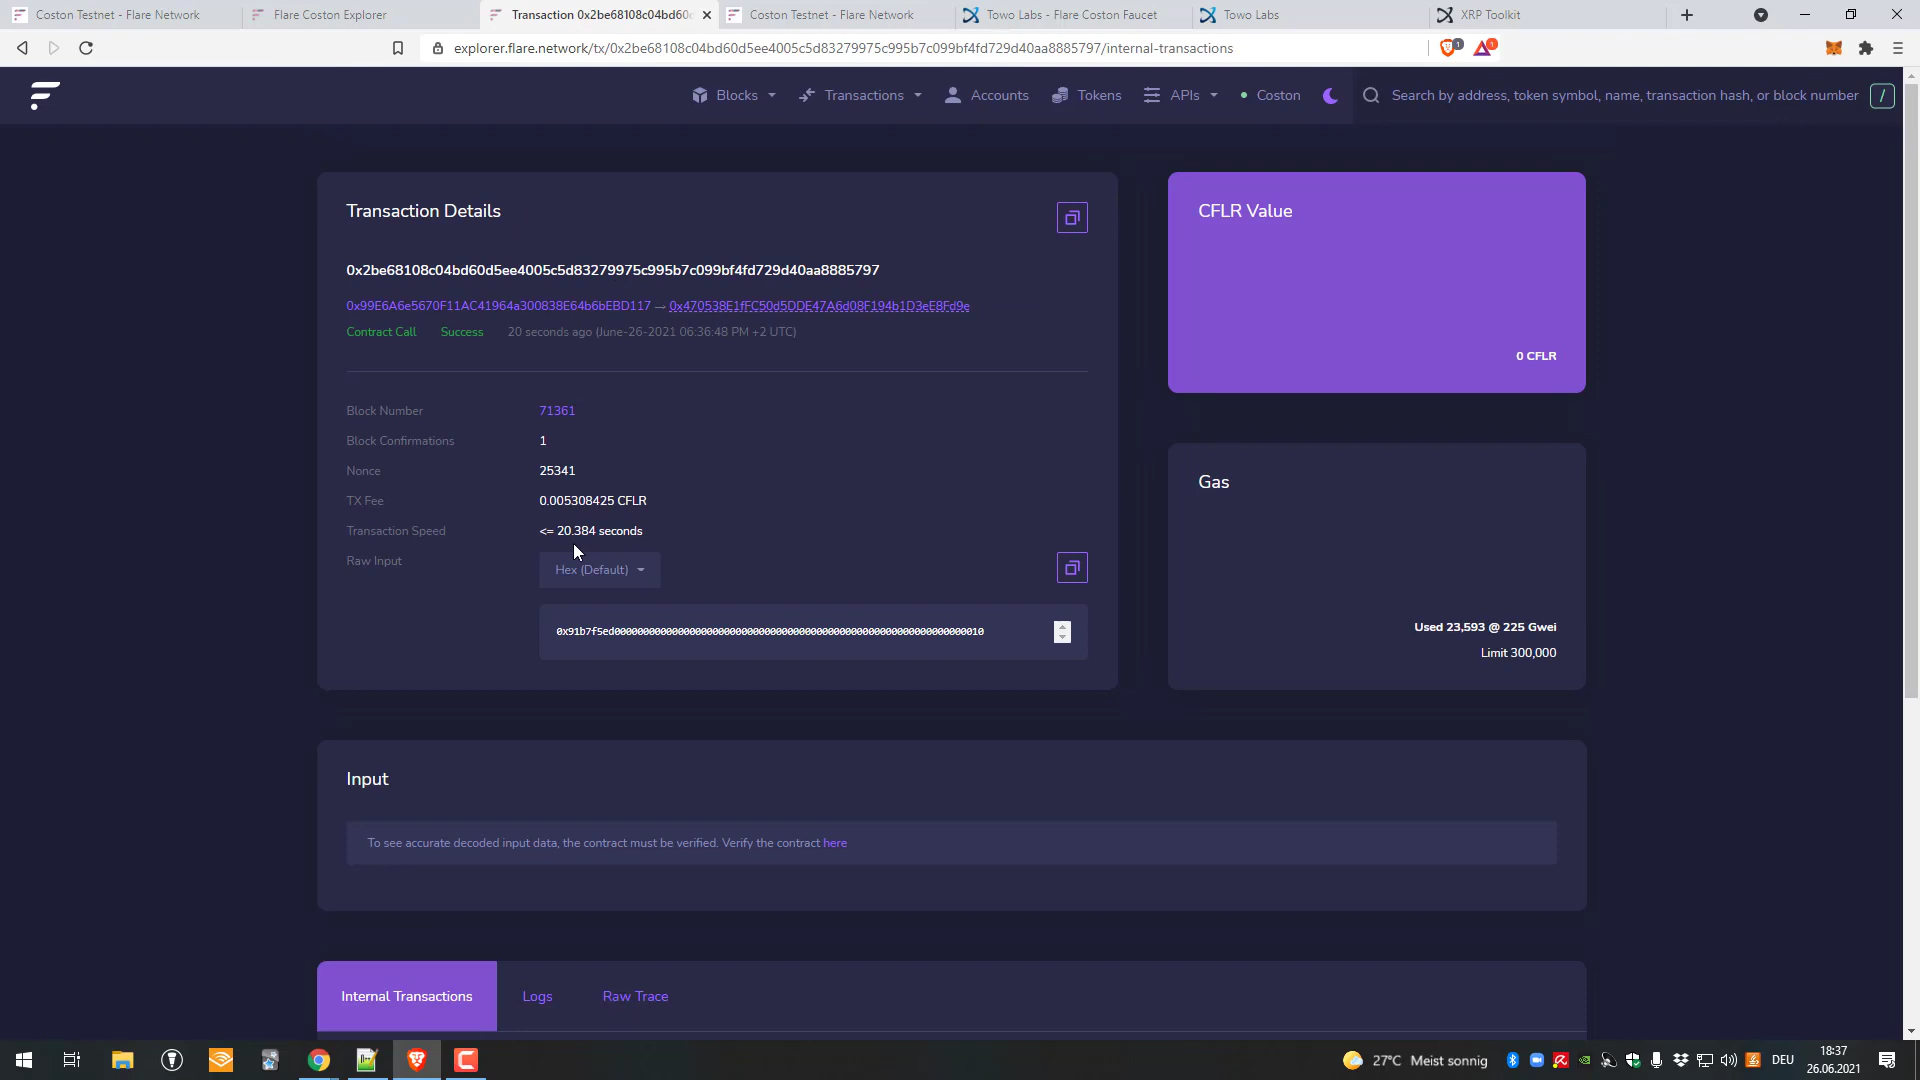 Coston Testnet - Flare Network
Flare Coston Explorer
Transaction 0x2be68108c04bd60d
Coston Testnet - Flare Network
Towo Labs - Flare Coston Faucet
Towo Labs
XRP Toolkit
explorer.flare.network/tx/0x2be68108c04bd60d5ee4005c5d83279975c995b7c099bf4fd729d40aa8885797/internal-transactions
1
1
Blocks
Transactions
Accounts
Tokens
APIs
Coston
Search by address, token symbol, name, transaction hash, or block number
/
Transaction Details
0x2be68108c04bd60d5ee4005c5d83279975c995b7c099bf4fd729d40aa8885797
0x99E6A6e5670F11AC41964a300838E64b6bEBD117 → 0x470538E1fFC50d5DDE47A6d08F194b1D3eE8Fd9e
Contract Call Success 20 seconds ago (June-26-2021 06:36:48 PM +2 UTC)
Block Number 71361
Block Confirmations 1
Nonce 25341
TX Fee 0.005308425 CFLR
Transaction Speed <= 20.384 seconds
Raw Input Hex (Default)
0x91b7f5ed0000000000000000000000000000000000000000000000000000000000000010
CFLR Value
0 CFLR
Gas
Used 23,593 @ 225 Gwei
Limit 300,000
Input
To see accurate decoded input data, the contract must be verified. Verify the contract here
Internal Transactions
Logs
Raw Trace
27°C Meist sonnig
DEU
18:37
26.06.2021